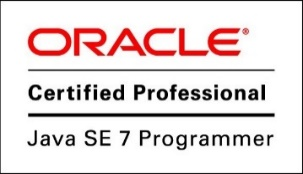 ORACLE®
Certified Professional
Java SE 7 Programmer